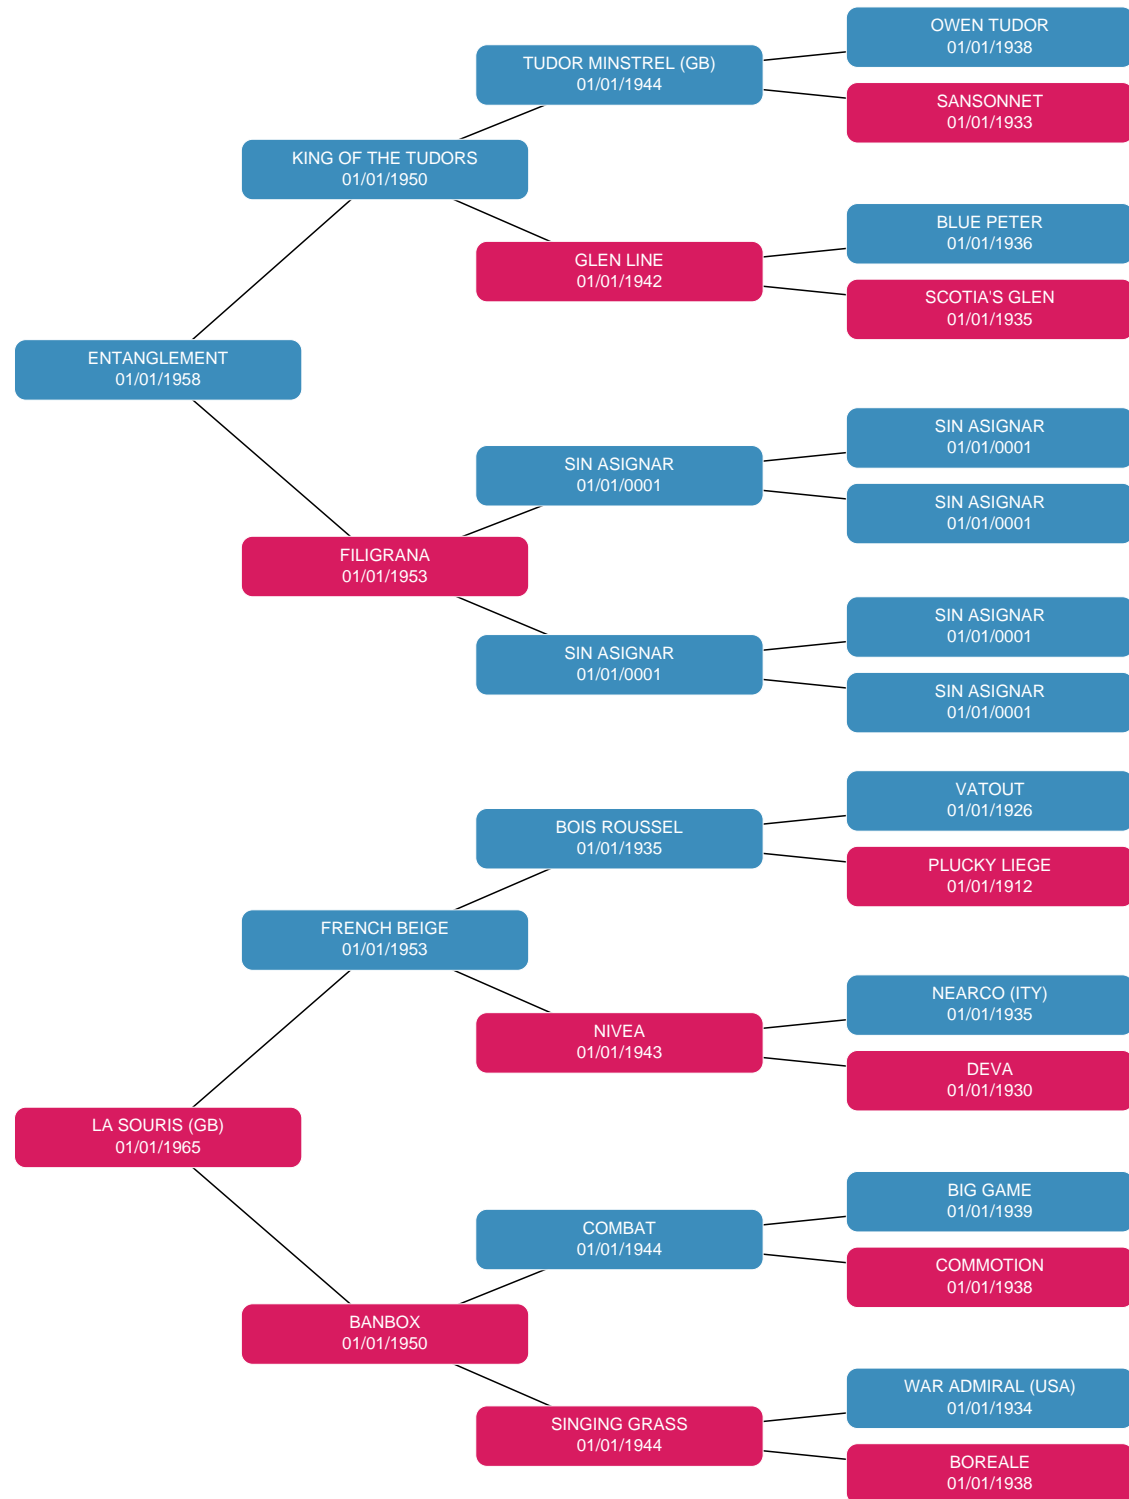 OWEN TUDOR
01/01/1938
TUDOR MINSTREL (GB)
01/01/1944
SANSONNET
01/01/1933
KING OF THE TUDORS
01/01/1950
BLUE PETER
01/01/1936
GLEN LINE
01/01/1942
SCOTIA'S GLEN
01/01/1935
ENTANGLEMENT
01/01/1958
SIN ASIGNAR
01/01/0001
SIN ASIGNAR
01/01/0001
SIN ASIGNAR
01/01/0001
FILIGRANA
01/01/1953
SIN ASIGNAR
01/01/0001
SIN ASIGNAR
01/01/0001
SIN ASIGNAR
01/01/0001
VATOUT
01/01/1926
BOIS ROUSSEL
01/01/1935
PLUCKY LIEGE
01/01/1912
FRENCH BEIGE
01/01/1953
NEARCO (ITY)
01/01/1935
NIVEA
01/01/1943
DEVA
01/01/1930
LA SOURIS (GB)
01/01/1965
BIG GAME
01/01/1939
COMBAT
01/01/1944
COMMOTION
01/01/1938
BANBOX
01/01/1950
WAR ADMIRAL (USA)
01/01/1934
SINGING GRASS
01/01/1944
BOREALE
01/01/1938